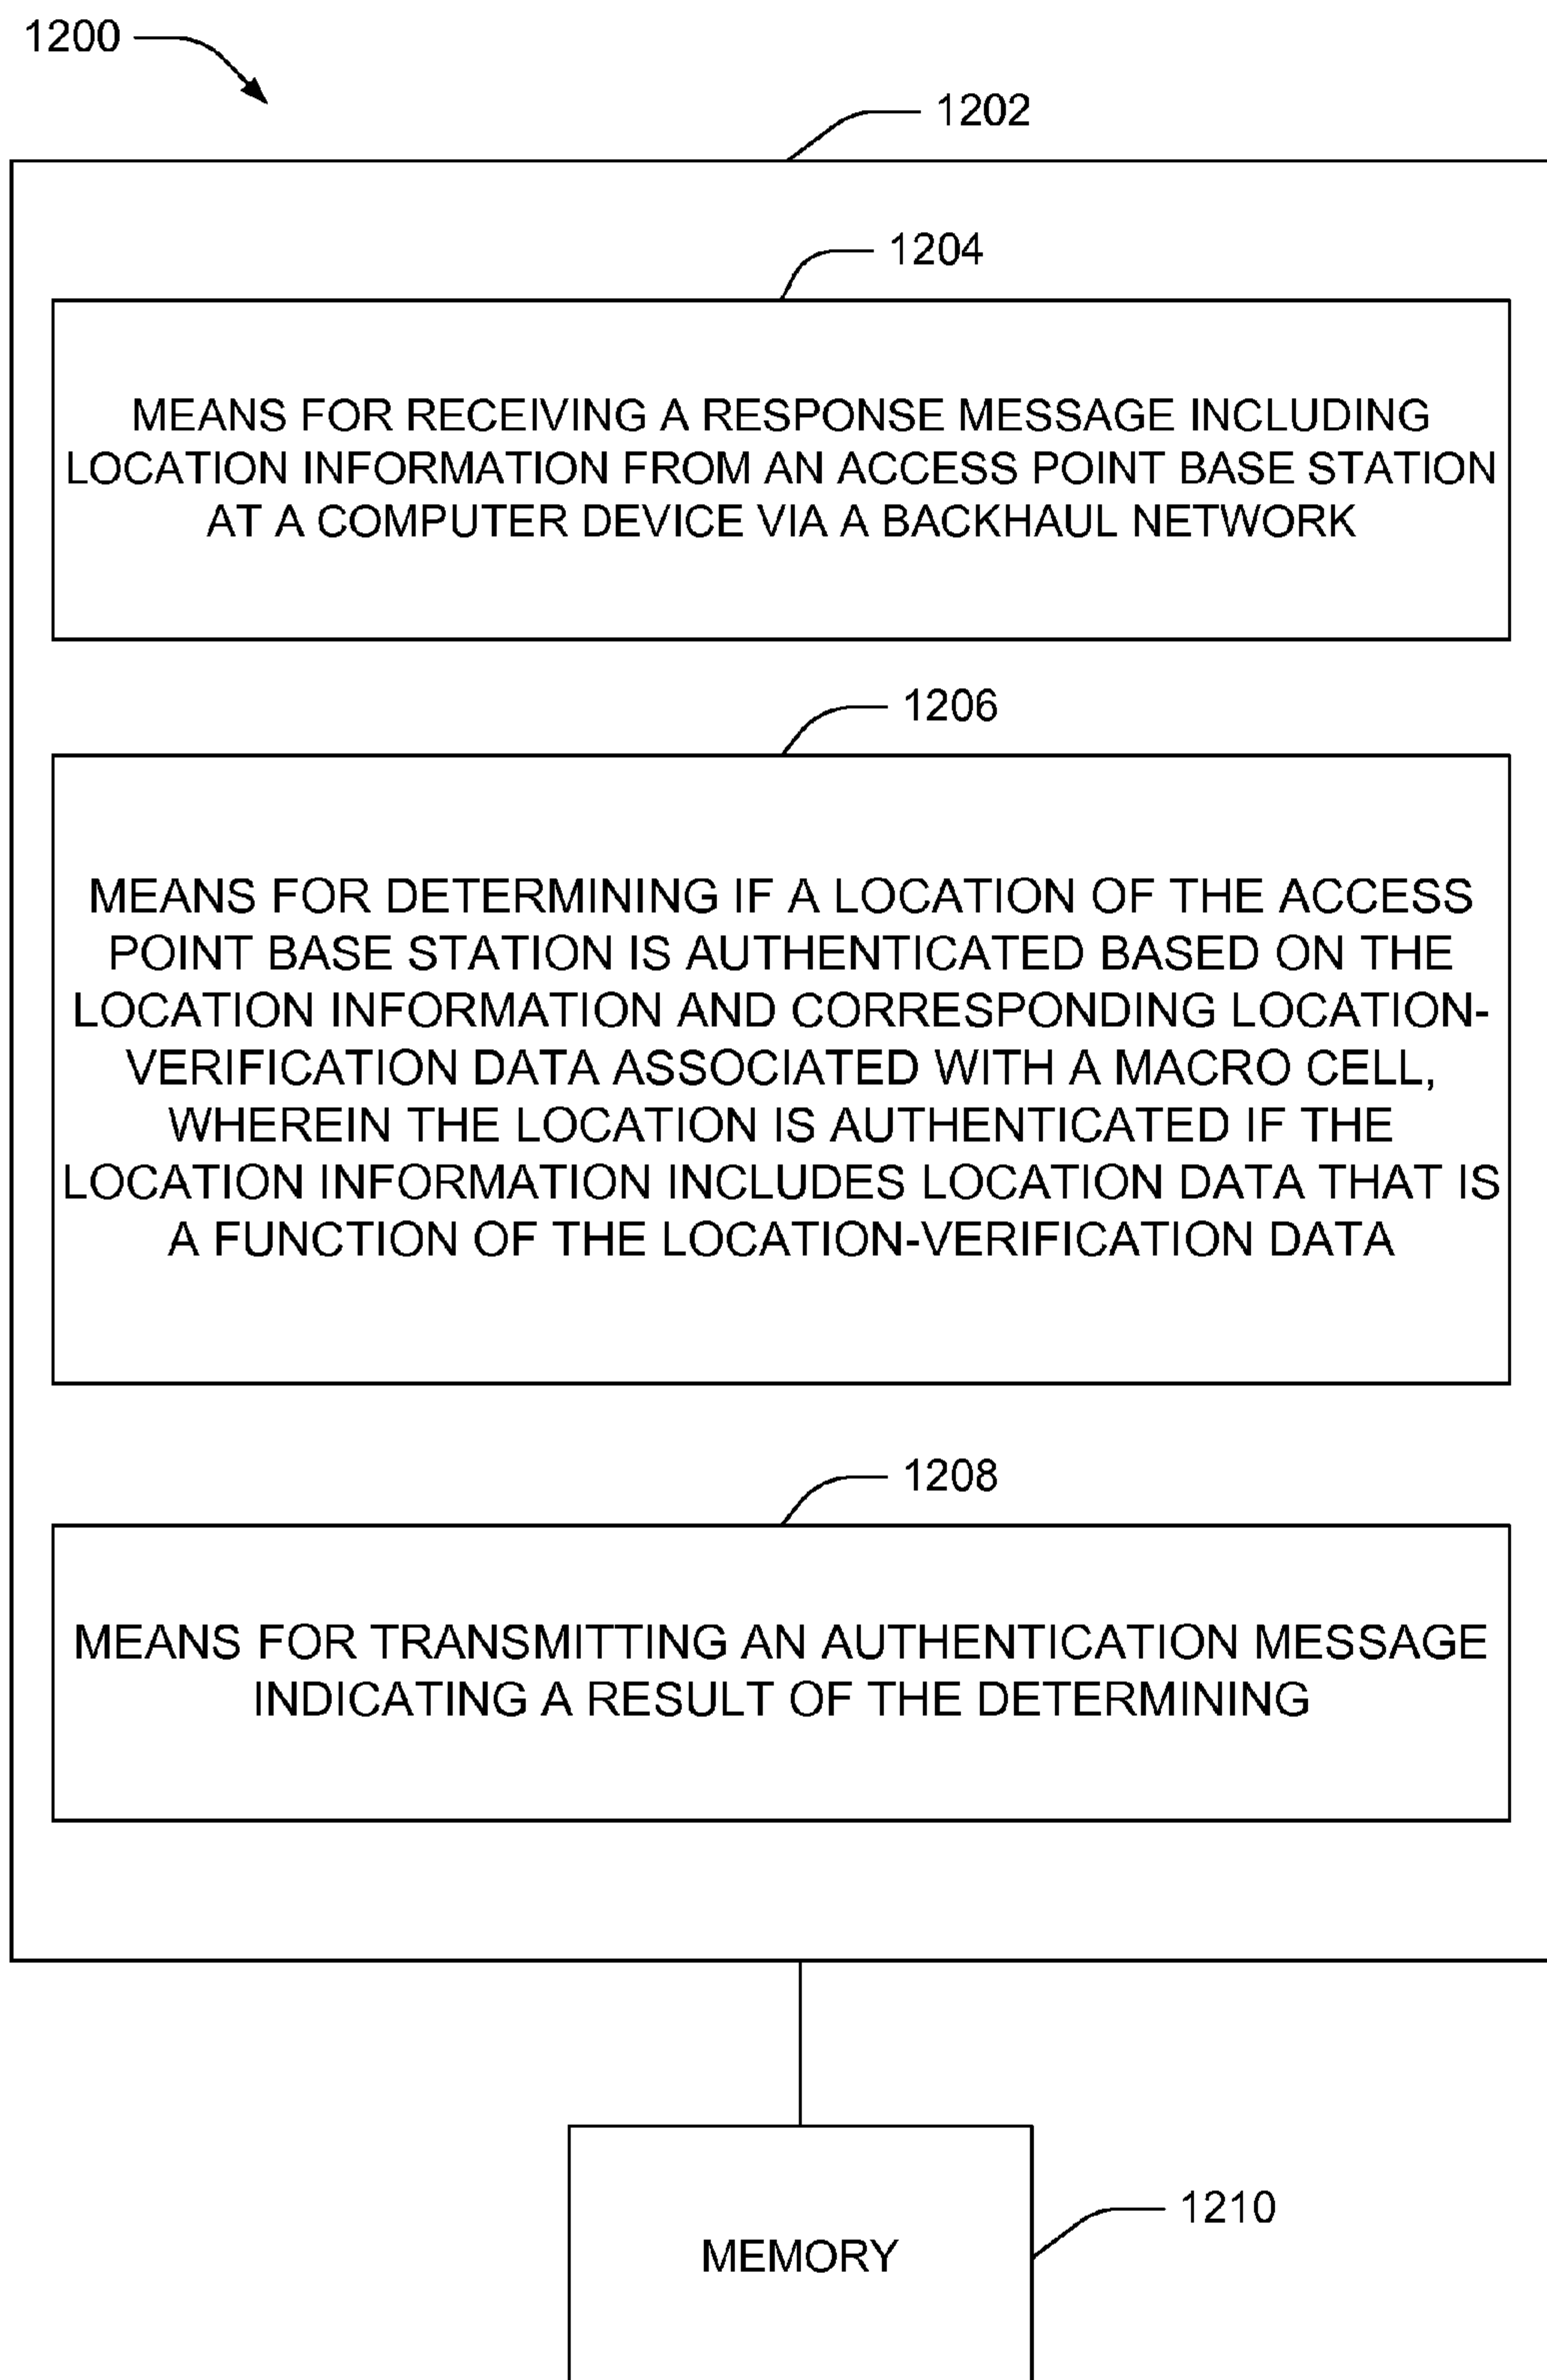 1200
1202
1204
MEANS FOR RECEIVING A RESPONSE MESSAGE INCLUDING
LOCATION INFORMATION FROM AN ACCESS POINT BASE STATION
AT A COMPUTER DEVICE VIA A BACKHAUL NETWORK
1206
MEANS FOR DETERMINING IF A LOCATION OF THE ACCESS
POINT BASE STATION IS AUTHENTICATED BASED ON THE
LOCATION INFORMATION AND CORRESPONDING LOCATION-
VERIFICATION DATA ASSOCIATED WITH A MACRO CELL,
WHEREIN THE LOCATION IS AUTHENTICATED IF THE
LOCATION INFORMATION INCLUDES LOCATION DATA THAT IS
A FUNCTION OF THE LOCATION-VERIFICATION DATA
1208
MEANS FOR TRANSMITTING AN AUTHENTICATION MESSAGE
INDICATING A RESULT OF THE DETERMINING
1210
MEMORY